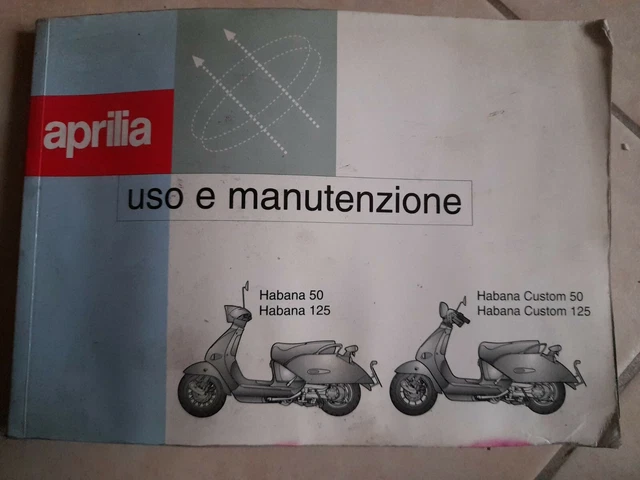 aprilia
uso e manutenzione
Habana 50
Habana 125
Habana Custom 50
Habana Custom 125